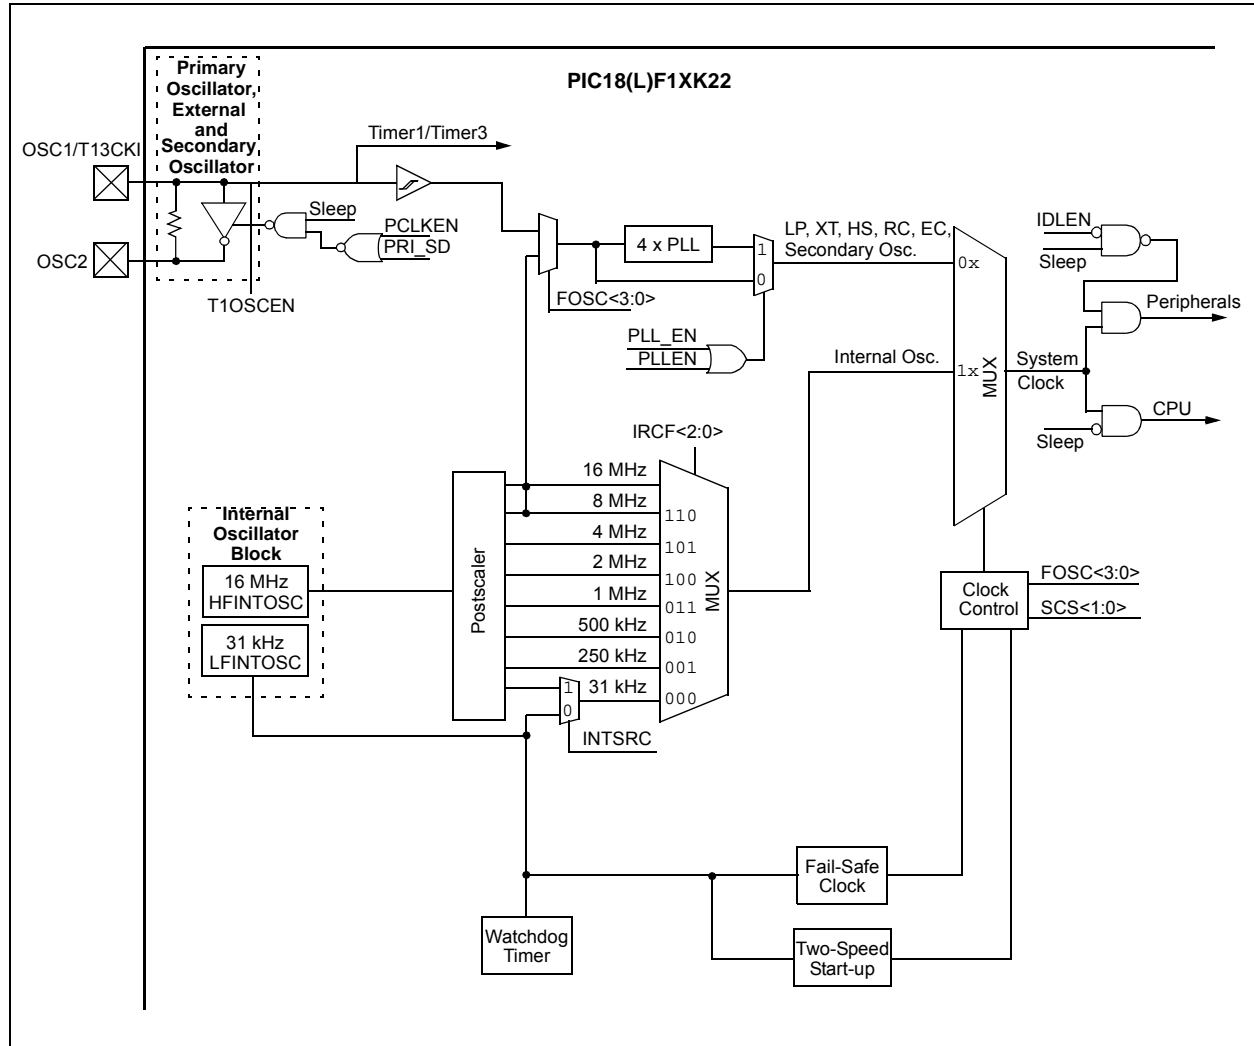 PIC18(L)F1XK22
Primary
Oscillator,
External
and
Secondary
Oscillator
OSC1/T13CKI
OSC2
Timer1/Timer3
Sleep
PCLKEN
PRI_SD
T1OSCEN
4 x PLL
1
0
FOSC<3:0>
PLL_EN
PLLEN
LP, XT, HS, RC, EC,
Secondary Osc.
0x
Internal Osc.
1x
MUX
System
Clock
IDLEN
Sleep
Peripherals
CPU
Sleep
IRCF<2:0>
Internal
Oscillator
Block
16 MHz
HFINTOSC
31 kHz
LFINTOSC
Postscaler
16 MHz
8 MHz
110
4 MHz
101
2 MHz
100
1 MHz
011
500 kHz
010
250 kHz
001
1
0
31 kHz
000
MUX
INTSRC
Clock
Control
FOSC<3:0>
SCS<1:0>
Fail-Safe
Clock
Watchdog
Timer
Two-Speed
Start-up